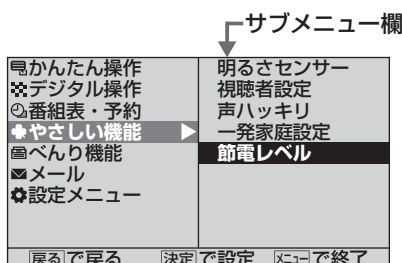 サブメニュー欄
かんたん操作
デジタル操作
番組表・予約
やさしい機能
べんり機能
メール
設定メニュー
明るさセンサー
視聴者設定
声ハッキリ
一発家庭設定
節電レベル
戻るで戻る 決定で設定 メニューで終了